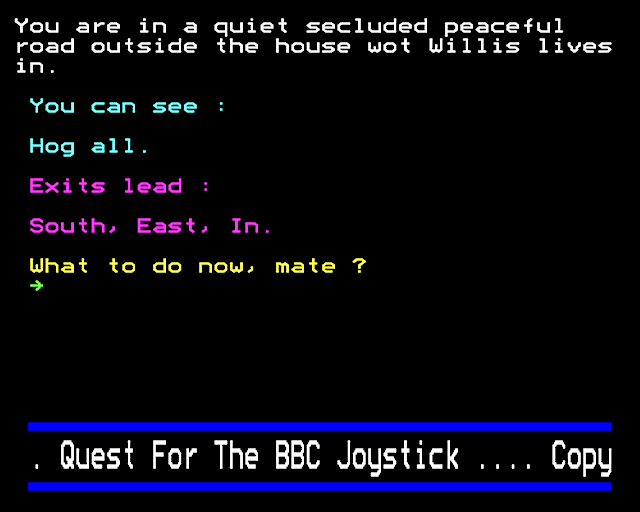 You are in a quiet secluded peaceful
road outside the house wot Willis lives
in.
You can see :
Hog all.
Exits lead :
South, East, In.
What to do now, mate ?
→
. Quest For The BBC Joystick .... Copy